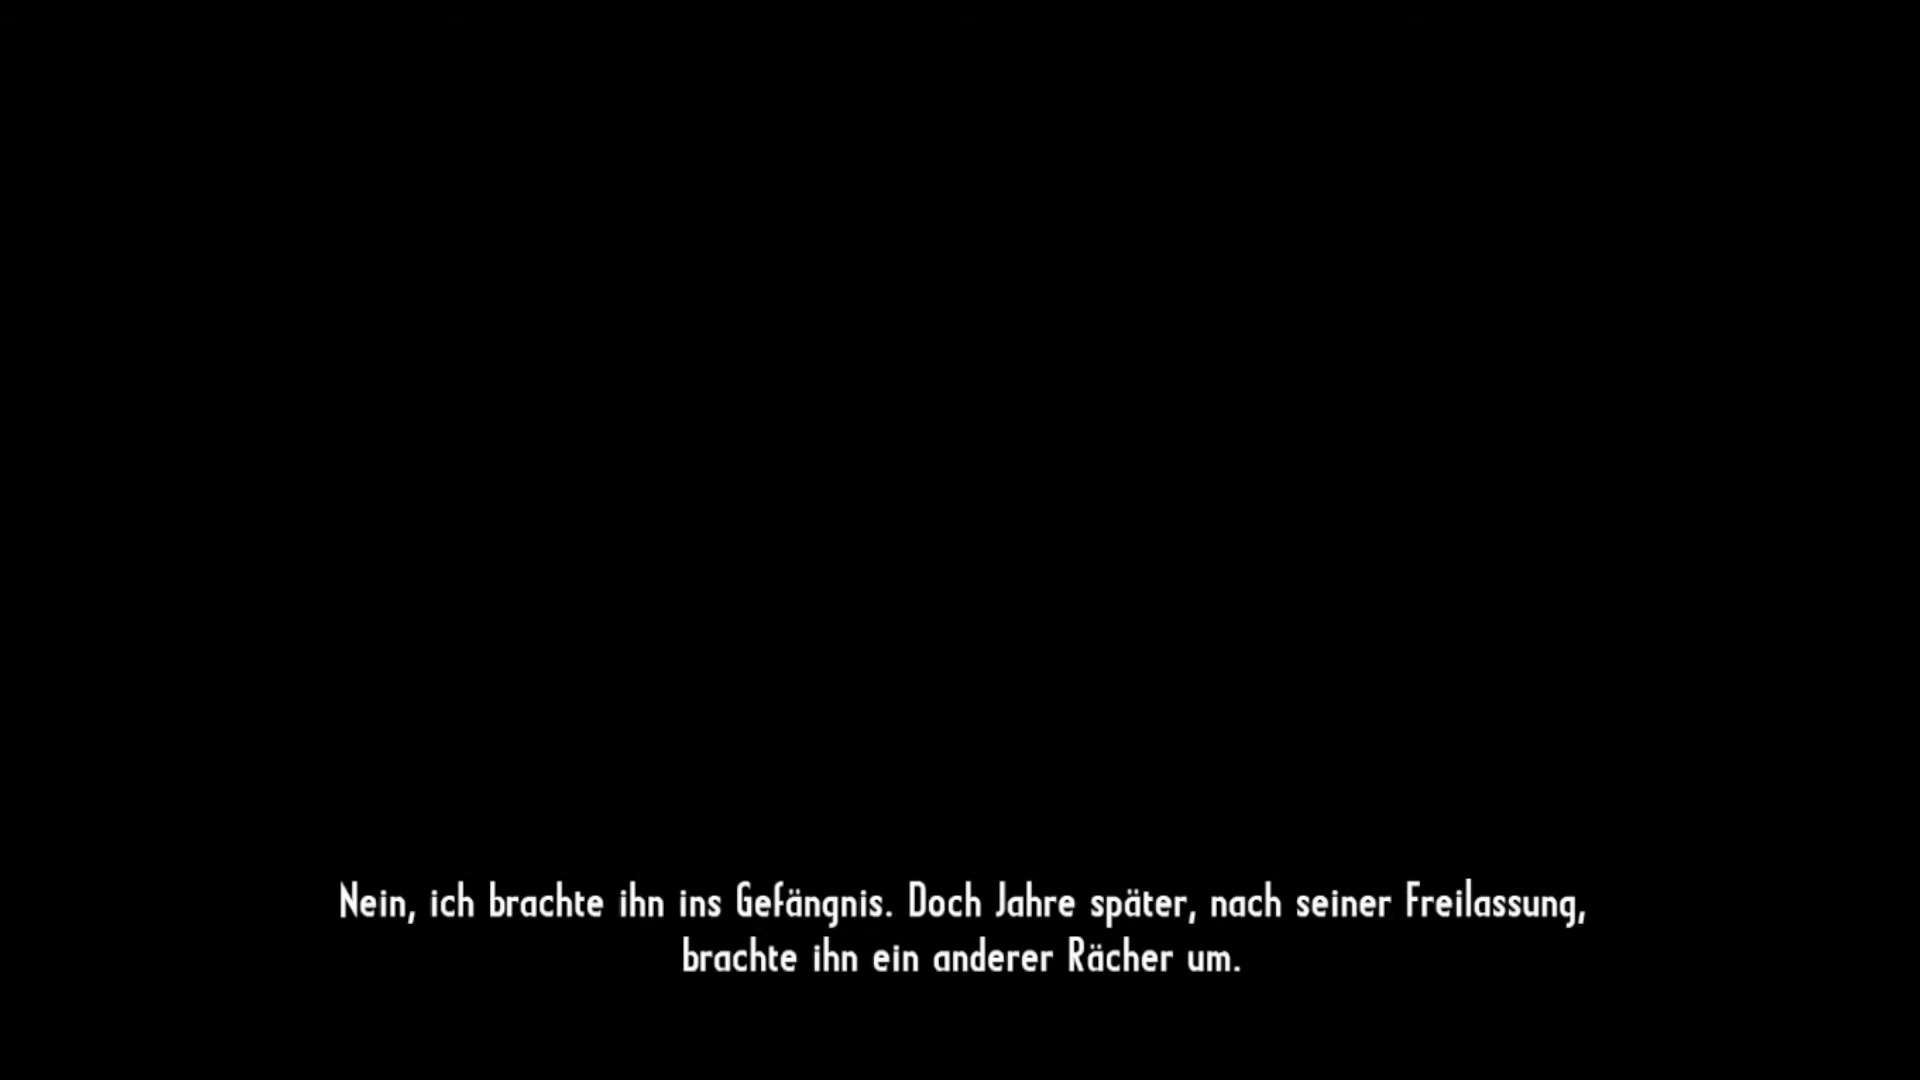 Nein, ich brachte ihn ins Gefängnis. Doch Jahre später, nach seiner Freilassung,
brachte ihn ein anderer Rächer um.